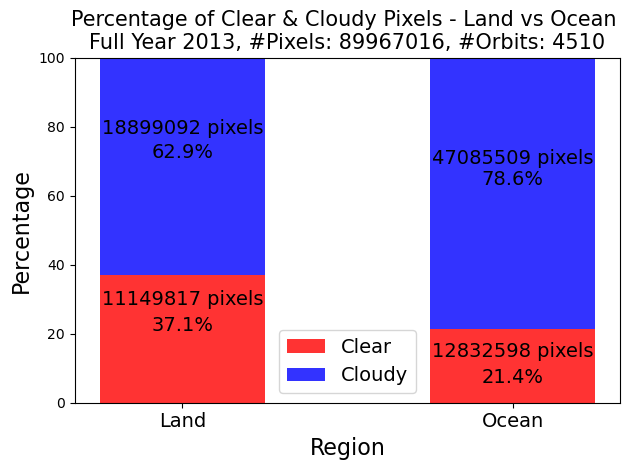 Percentage of Clear & Cloudy Pixels - Land vs Ocean
Full Year 2013, #Pixels: 89967016, #Orbits: 4510
Percentage
100
80
60
40
20
0
18899092 pixels
62.9%
11149817 pixels
37.1%
47085509 pixels
78.6%
12832598 pixels
21.4%
Clear
Cloudy
Land
Ocean
Region